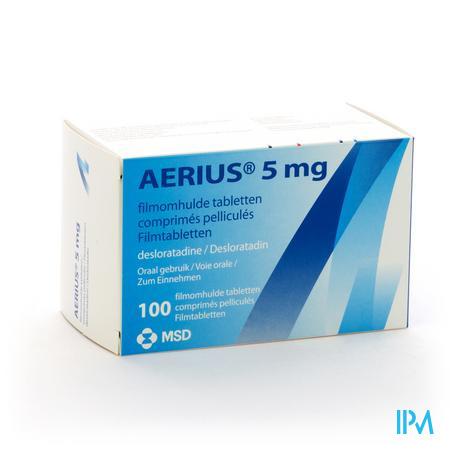 AERIUS® 5 mg
filmomhulde tabletten
comprimés pelliculés
Filmtabletten
desloratadine / Desloratadin
Oraal gebruik / Voie orale /
Zum Einnehmen
100 filmomhulde tabletten
comprimés pelliculés
Filmtabletten
MSD
AERIUS® 5 mg
IPM